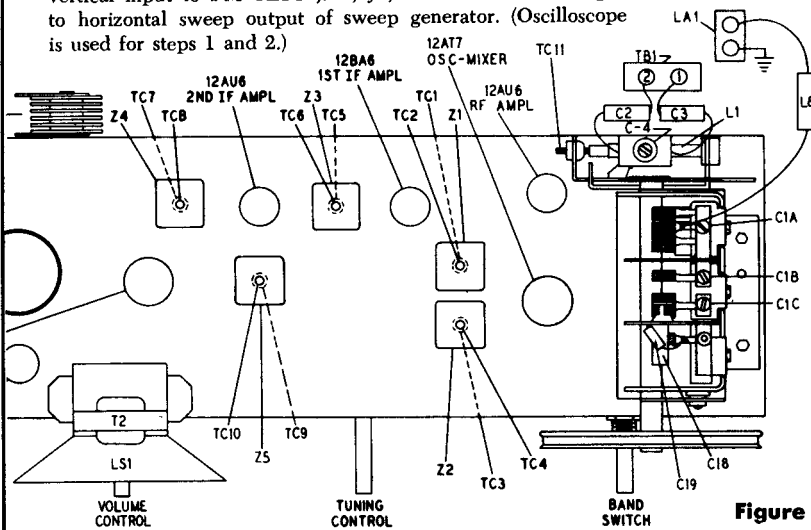 to horizontal sweep output of sweep generator. (Oscilloscope
is used for steps 1 and 2.)
LA1
TC11
TB1
2
1
12AT7
OSC-MIXER
12BA6
1ST IF AMPL
12AU6
2ND IF AMPL
12AU6
RF AMPL
TC7
TC8
Z4
Z3
TC6
TC5
TC1
TC2
Z1
C2
C3
C-4
L1
L6
C1A
C1B
C1C
T2
LS1
TC10
Z5
TC9
Z2
TC3
TC4
C18
C19
VOLUME
CONTROL
TUNING
CONTROL
BAND
SWITCH
Figure